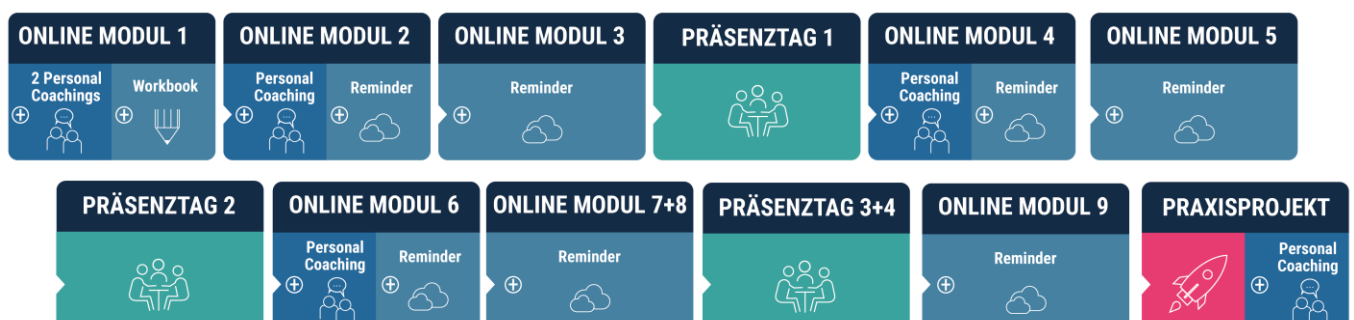 ONLINE MODUL 1
2 Personal
Coachings
Workbook
ONLINE MODUL 2
Personal
Coaching
Reminder
ONLINE MODUL 3
Reminder
PRÄSENZTAG 1
ONLINE MODUL 4
Personal
Coaching
Reminder
ONLINE MODUL 5
Reminder
PRÄSENZTAG 2
ONLINE MODUL 6
Personal
Coaching
Reminder
ONLINE MODUL 7+8
Reminder
PRÄSENZTAG 3+4
ONLINE MODUL 9
Reminder
PRAXISPROJEKT
Personal
Coaching